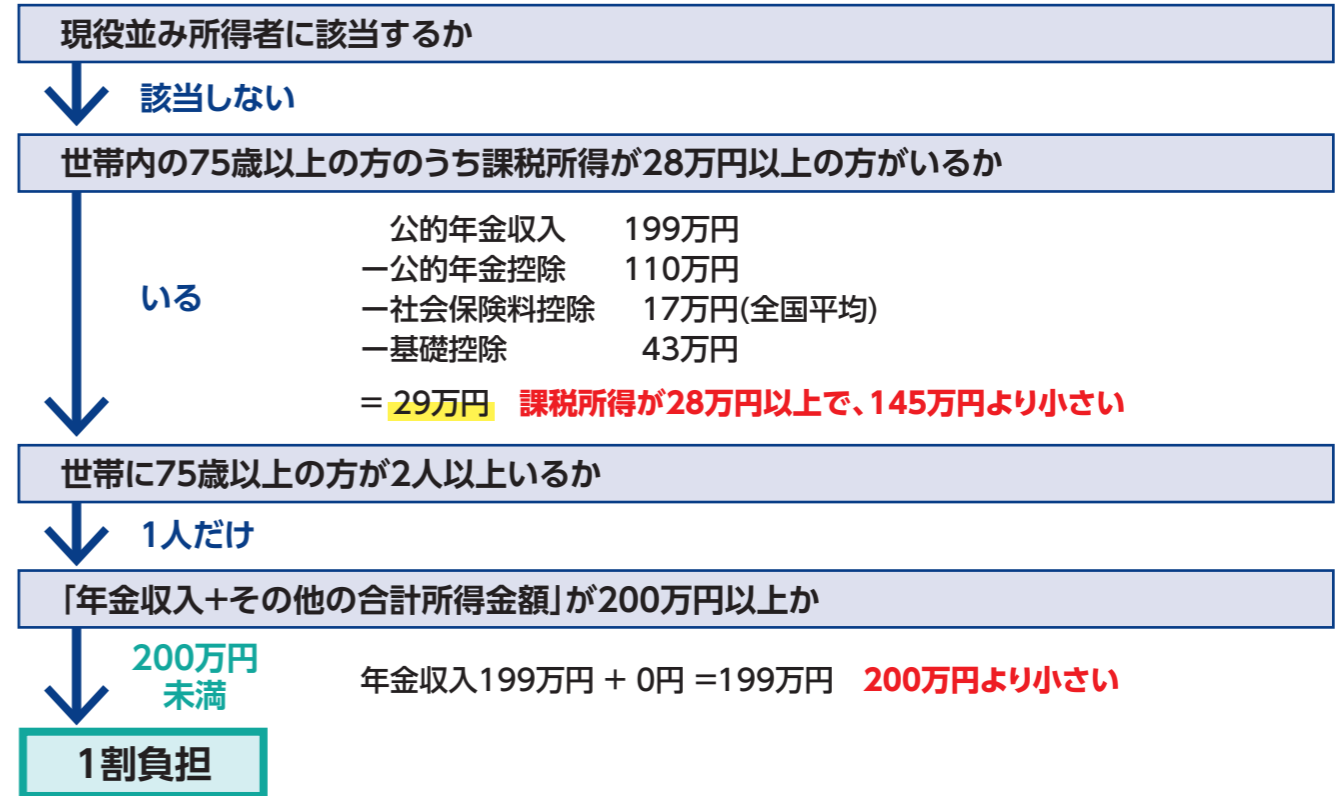 現役並み所得者に該当するか
該当しない
世帯内の75歳以上の方のうち課税所得が28万円以上の方がいるか
いる
公的年金収入 199万円
ー公的年金控除 110万円
ー社会保険料控除 17万円(全国平均)
ー基礎控除 43万円
= 29万円 課税所得が28万円以上で、145万円より小さい
世帯に75歳以上の方が2人以上いるか
1人だけ
「年金収入+その他の合計所得金額」が200万円以上か
200万円
未満
年金収入199万円 + 0円 =199万円 200万円より小さい
1割負担